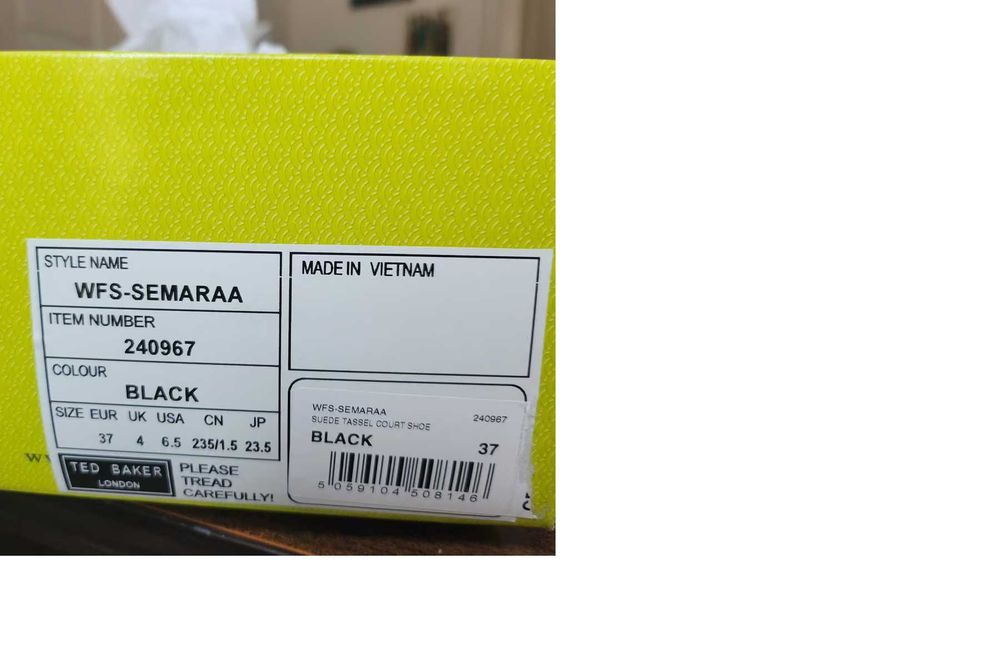 STYLE NAME
WFS-SEMARAA
ITEM NUMBER
240967
COLOUR
BLACK
SIZE EUR UK USA CN JP
37 4 6.5 235/1.5 23.5
TED BAKER
LONDON
PLEASE
TREAD
CAREFULLY!
MADE IN VIETNAM
WFS-SEMARAA 240967
SUEDE TASSEL COURT SHOE
BLACK 37
5 059104 508146